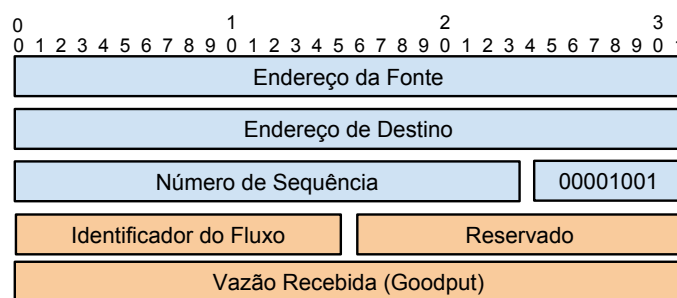 0 1 2 3
0 1 2 3 4 5 6 7 8 9 0 1 2 3 4 5 6 7 8 9 0 1 2 3 4 5 6 7 8 9 0 1
Endereço da Fonte
Endereço de Destino
Número de Sequência 00001001
Identificador do Fluxo Reservado
Vazão Recebida (Goodput)